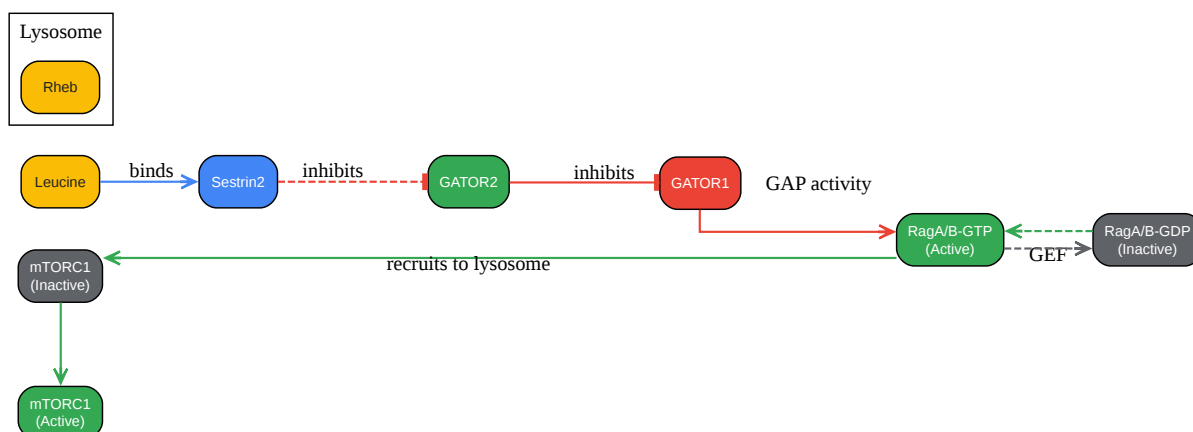 Lysosome
Rheb
Leucine
binds
Sestrin2
inhibits
GATOR2
inhibits
GATOR1
GAP activity
RagA/B-GTP
(Active)
GEF
RagA/B-GDP
(Inactive)
mTORC1
(Inactive)
recruits to lysosome
mTORC1
(Active)